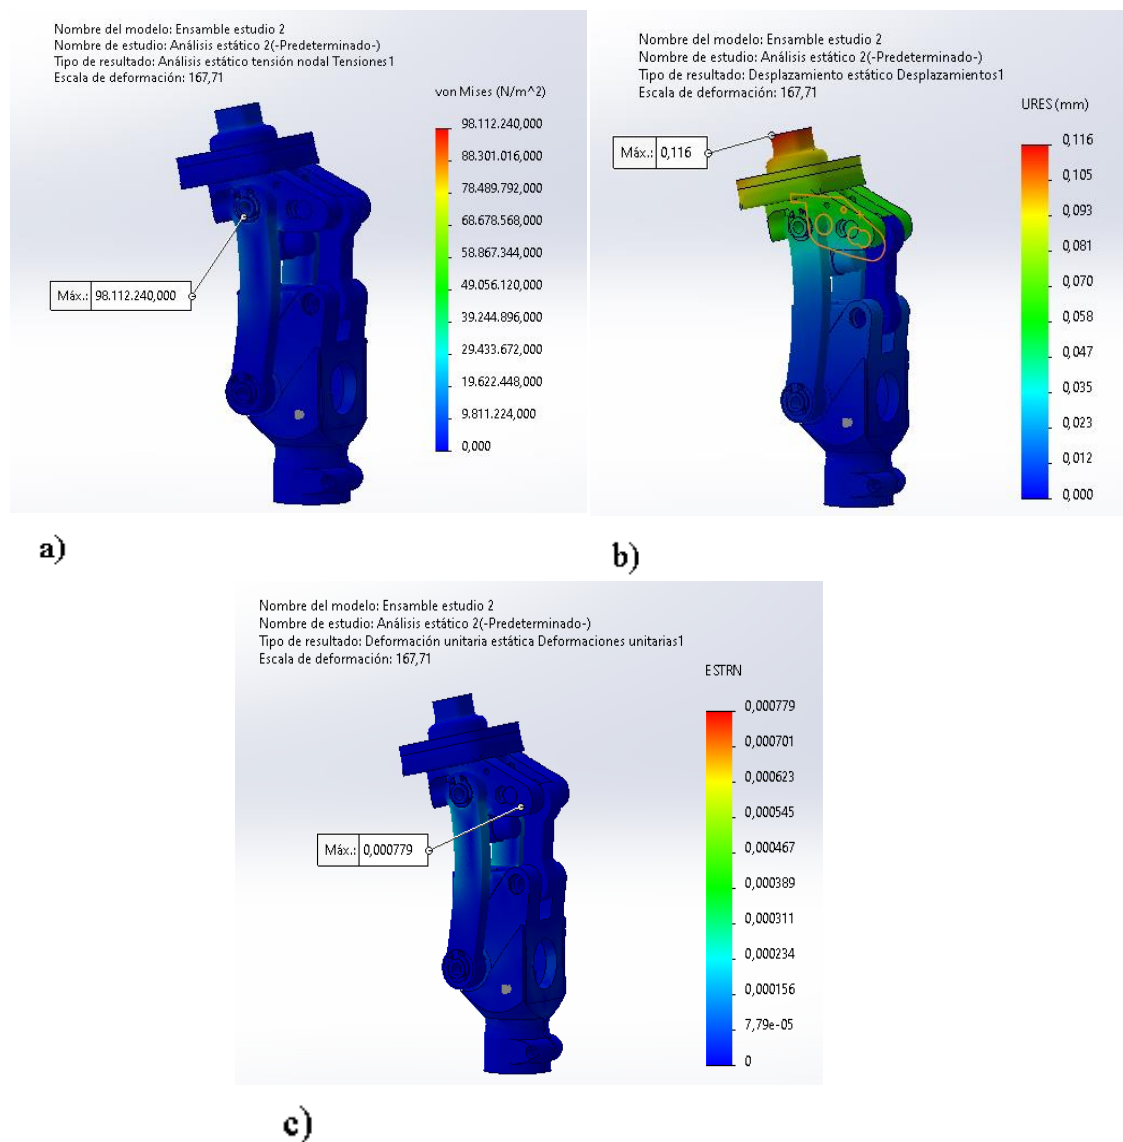 Nombre del modelo: Ensamble estudio 2
Nombre de estudio: Análisis estático 2(-Predeterminado-)
Tipo de resultado: Análisis estático tensión nodal Tensiones1
Escala de deformación: 167,71
von Mises (N/m^2)
98.112.240,000
88.301.016,000
78.489.792,000
68.678.568,000
58.867.344,000
49.056.120,000
39.244.896,000
29.433.672,000
19.622.448,000
9.811.224,000
0,000
Máx.: 98.112.240,000
a)
Nombre del modelo: Ensamble estudio 2
Nombre de estudio: Análisis estático 2(-Predeterminado-)
Tipo de resultado: Desplazamiento estático Desplazamientos1
Escala de deformación: 167,71
URES (mm)
0,116
0,105
0,093
0,081
0,070
0,058
0,047
0,035
0,023
0,012
0,000
Máx.: 0,116
b)
Nombre del modelo: Ensamble estudio 2
Nombre de estudio: Análisis estático 2(-Predeterminado-)
Tipo de resultado: Deformación unitaria estática Deformaciones unitarias1
Escala de deformación: 167,71
ESTRN
0,000779
0,000701
0,000623
0,000545
0,000467
0,000389
0,000311
0,000234
0,000156
7,79e-05
0
Máx.: 0,000779
c)